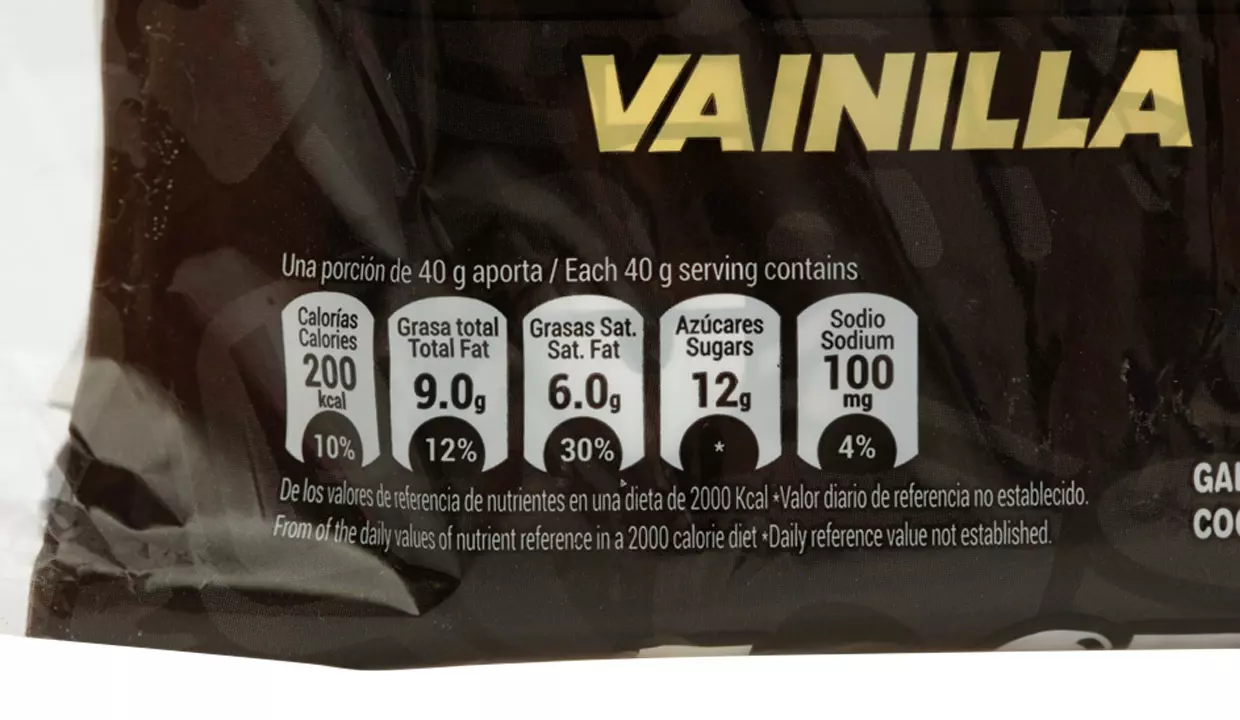 VAINILLA
Una porción de 40 g aporta / Each 40 g serving contains
Calorías
Calories
200
kcal
10%
Grasa total
Total Fat
9.0g
12%
Grasas Sat.
Sat. Fat
6.0g
30%
Azúcares
Sugars
12g
*
Sodio
Sodium
100
mg
4%
De los valores de referencia de nutrientes en una dieta de 2000 Kcal *Valor diario de referencia no establecido.
From of the daily values of nutrient reference in a 2000 calorie diet *Daily reference value not established.